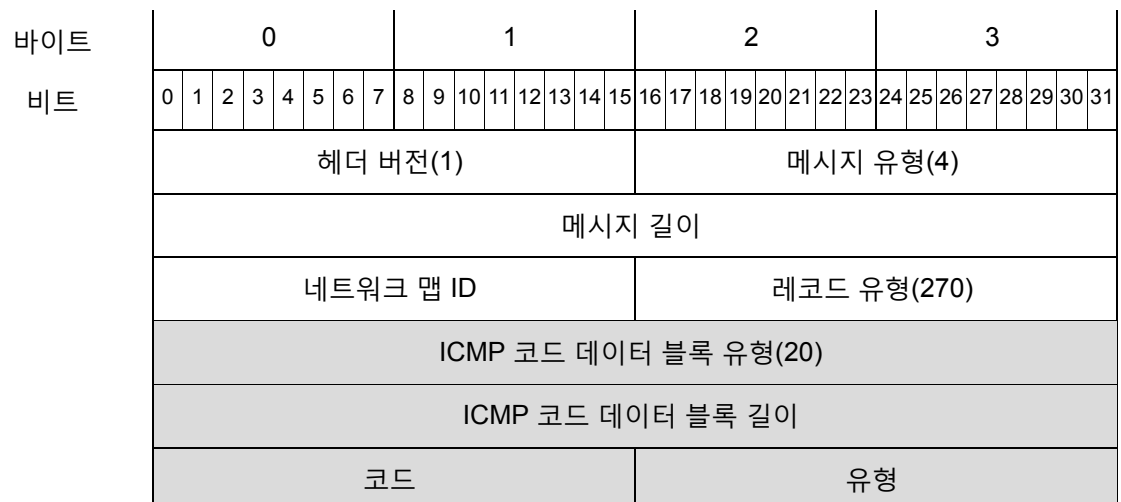 바이트 0 1 2 3
비트 0 1 2 3 4 5 6 7 8 9 10 11 12 13 14 15 16 17 18 19 20 21 22 23 24 25 26 27 28 29 30 31
헤더 버전(1) 메시지 유형(4)
메시지 길이
네트워크 맵 ID 레코드 유형(270)
ICMP 코드 데이터 블록 유형(20)
ICMP 코드 데이터 블록 길이
코드 유형